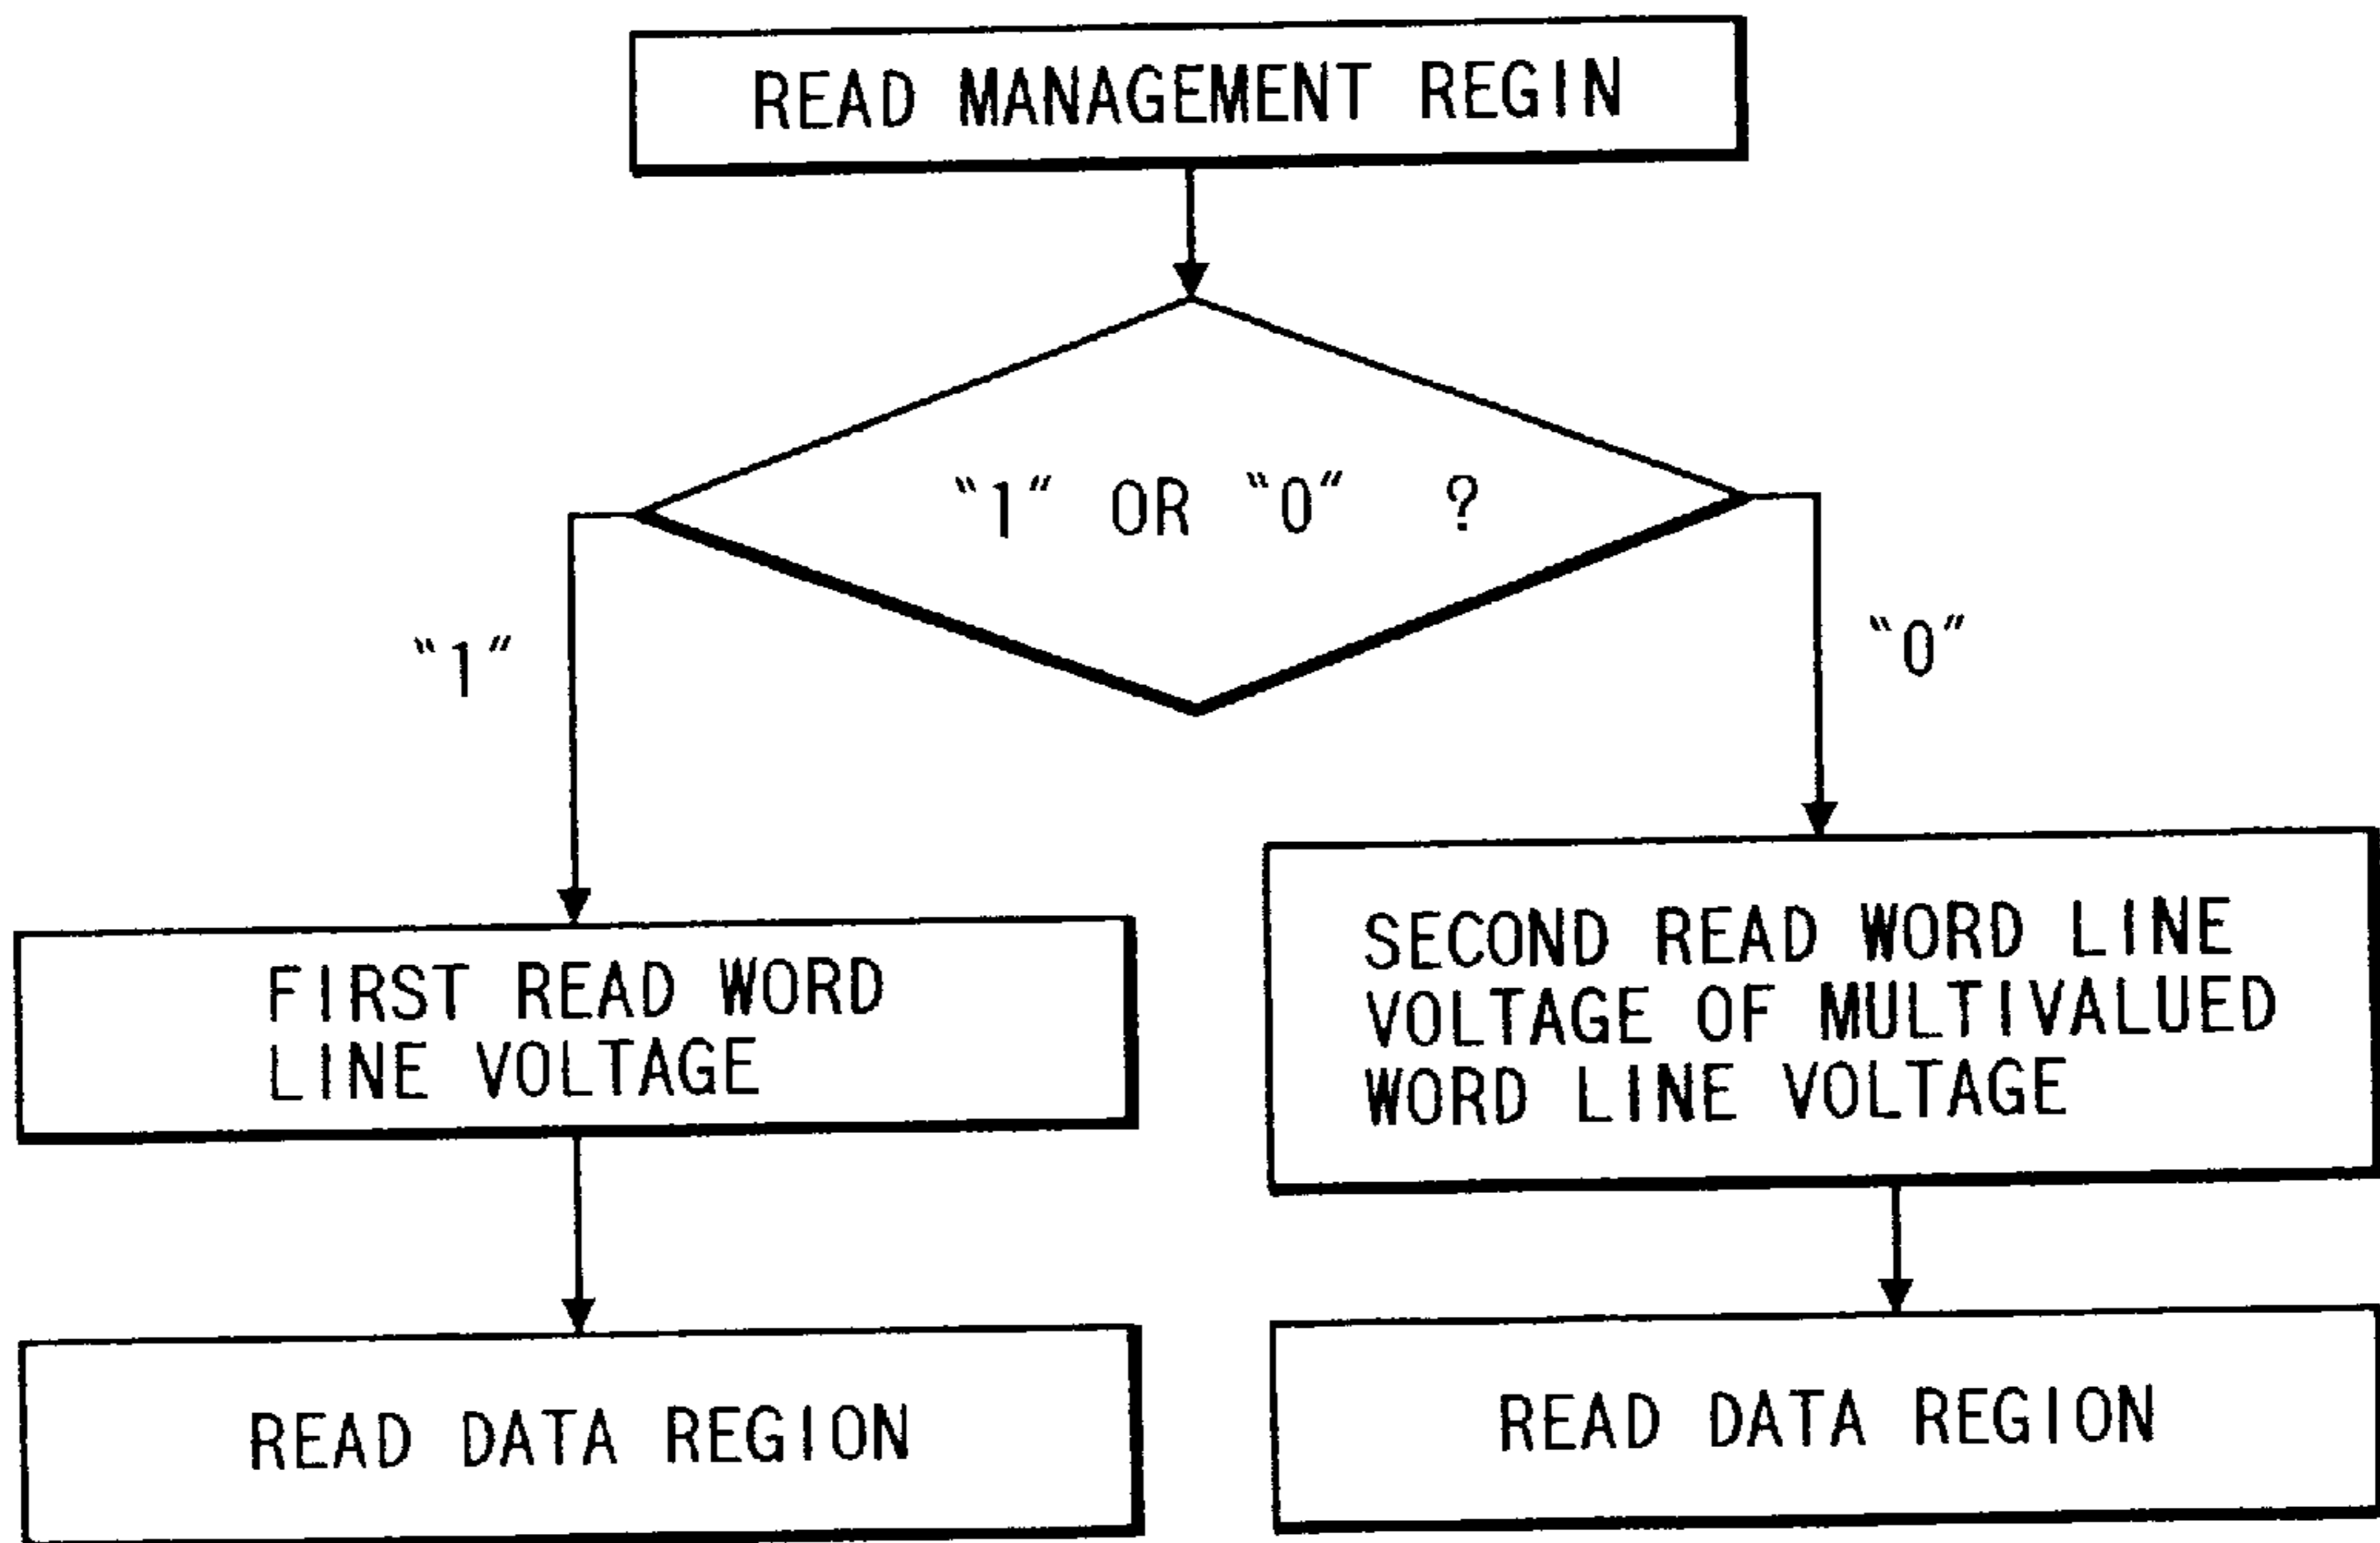 READ MANAGEMENT REGIN
“1” OR “0” ?
“1”
“0”
FIRST READ WORD
LINE VOLTAGE
SECOND READ WORD LINE
VOLTAGE OF MULTIVALUED
WORD LINE VOLTAGE
READ DATA REGION
READ DATA REGION